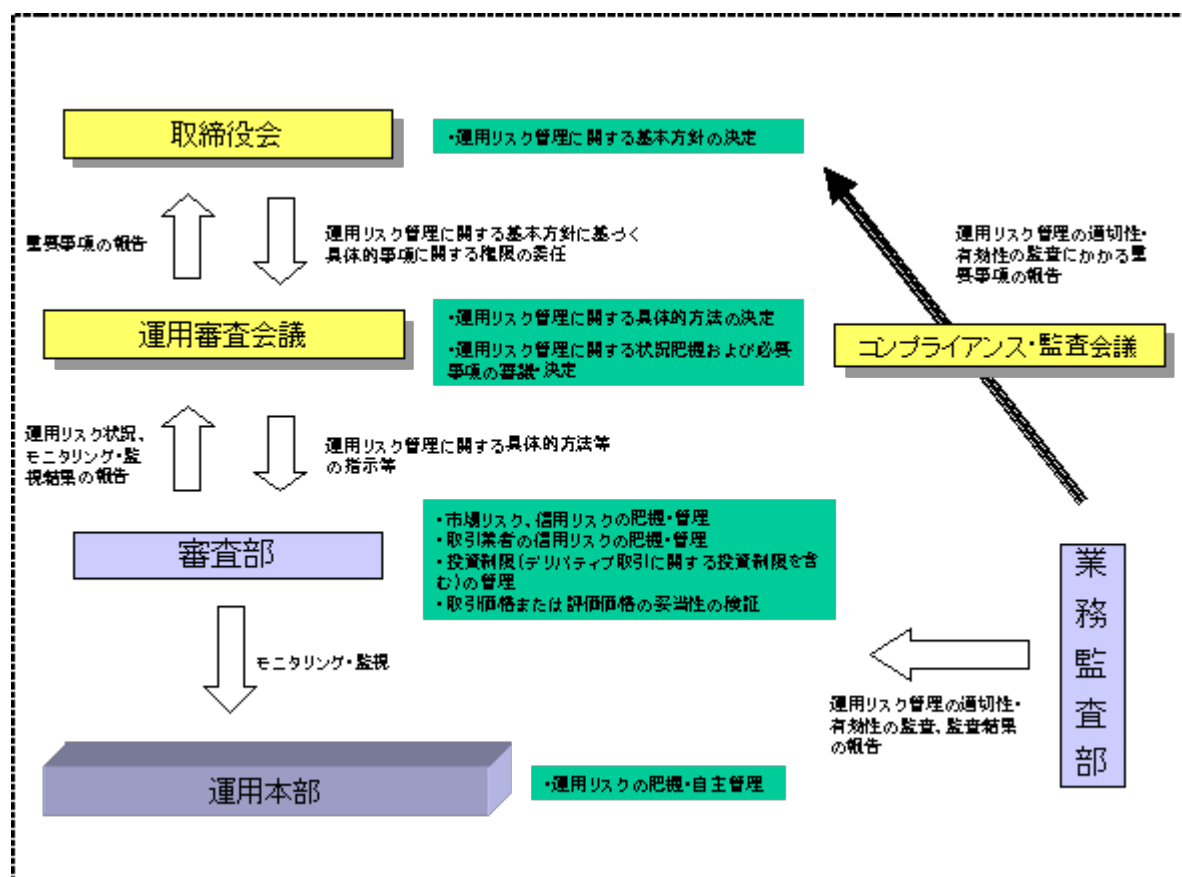 取締役会
・運用リスク管理に関する基本方針の決定
重要事項の報告
運用リスク管理に関する基本方針に基づく
具体的事項に関する権限の委任
運用リスク管理の適切性・
有効性の監査にかかる重
要事項の報告
運用審査会議
・運用リスク管理に関する具体的方法の決定
・運用リスク管理に関する状況把握および必要
事項の審議・決定
コンプライアンス・監査会議
運用リスク状況、
モニタリング・監
視結果の報告
運用リスク管理に関する具体的方法等
の指示等
審査部
・市場リスク、信用リスクの把握・管理
・取引業者の信用リスクの把握・管理
・投資制限(デリバティブ取引に関する投資制限を含
む)の管理
・取引価格または評価価格の妥当性の検証
業務監査部
モニタリング・監視
運用リスク管理の適切性・
有効性の監査、監査結果
の報告
運用本部
・運用リスクの把握・自主管理